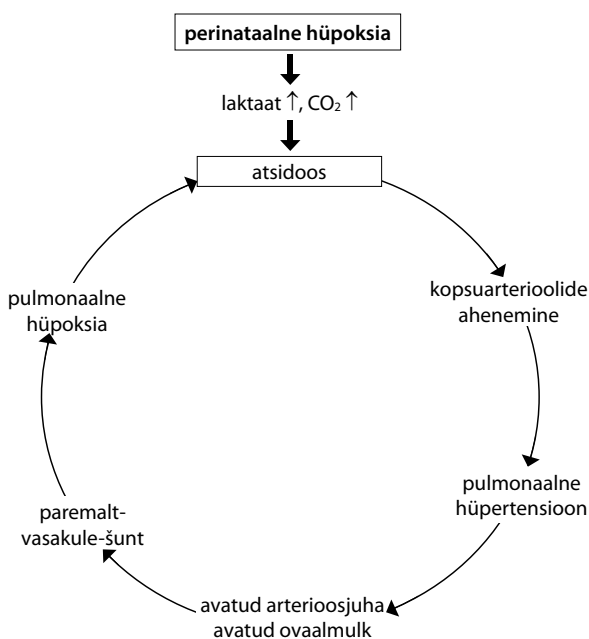 perinataalne hüpoksia
laktaat ↑, CO₂ ↑
atsidoos
kopsuarterioolide
ahenemine
pulmonaalne
hüpertensioon
avatud arterioosjuha
avatud ovaalmulk
paremalt-
vasakule-šunt
pulmonaalne
hüpoksia